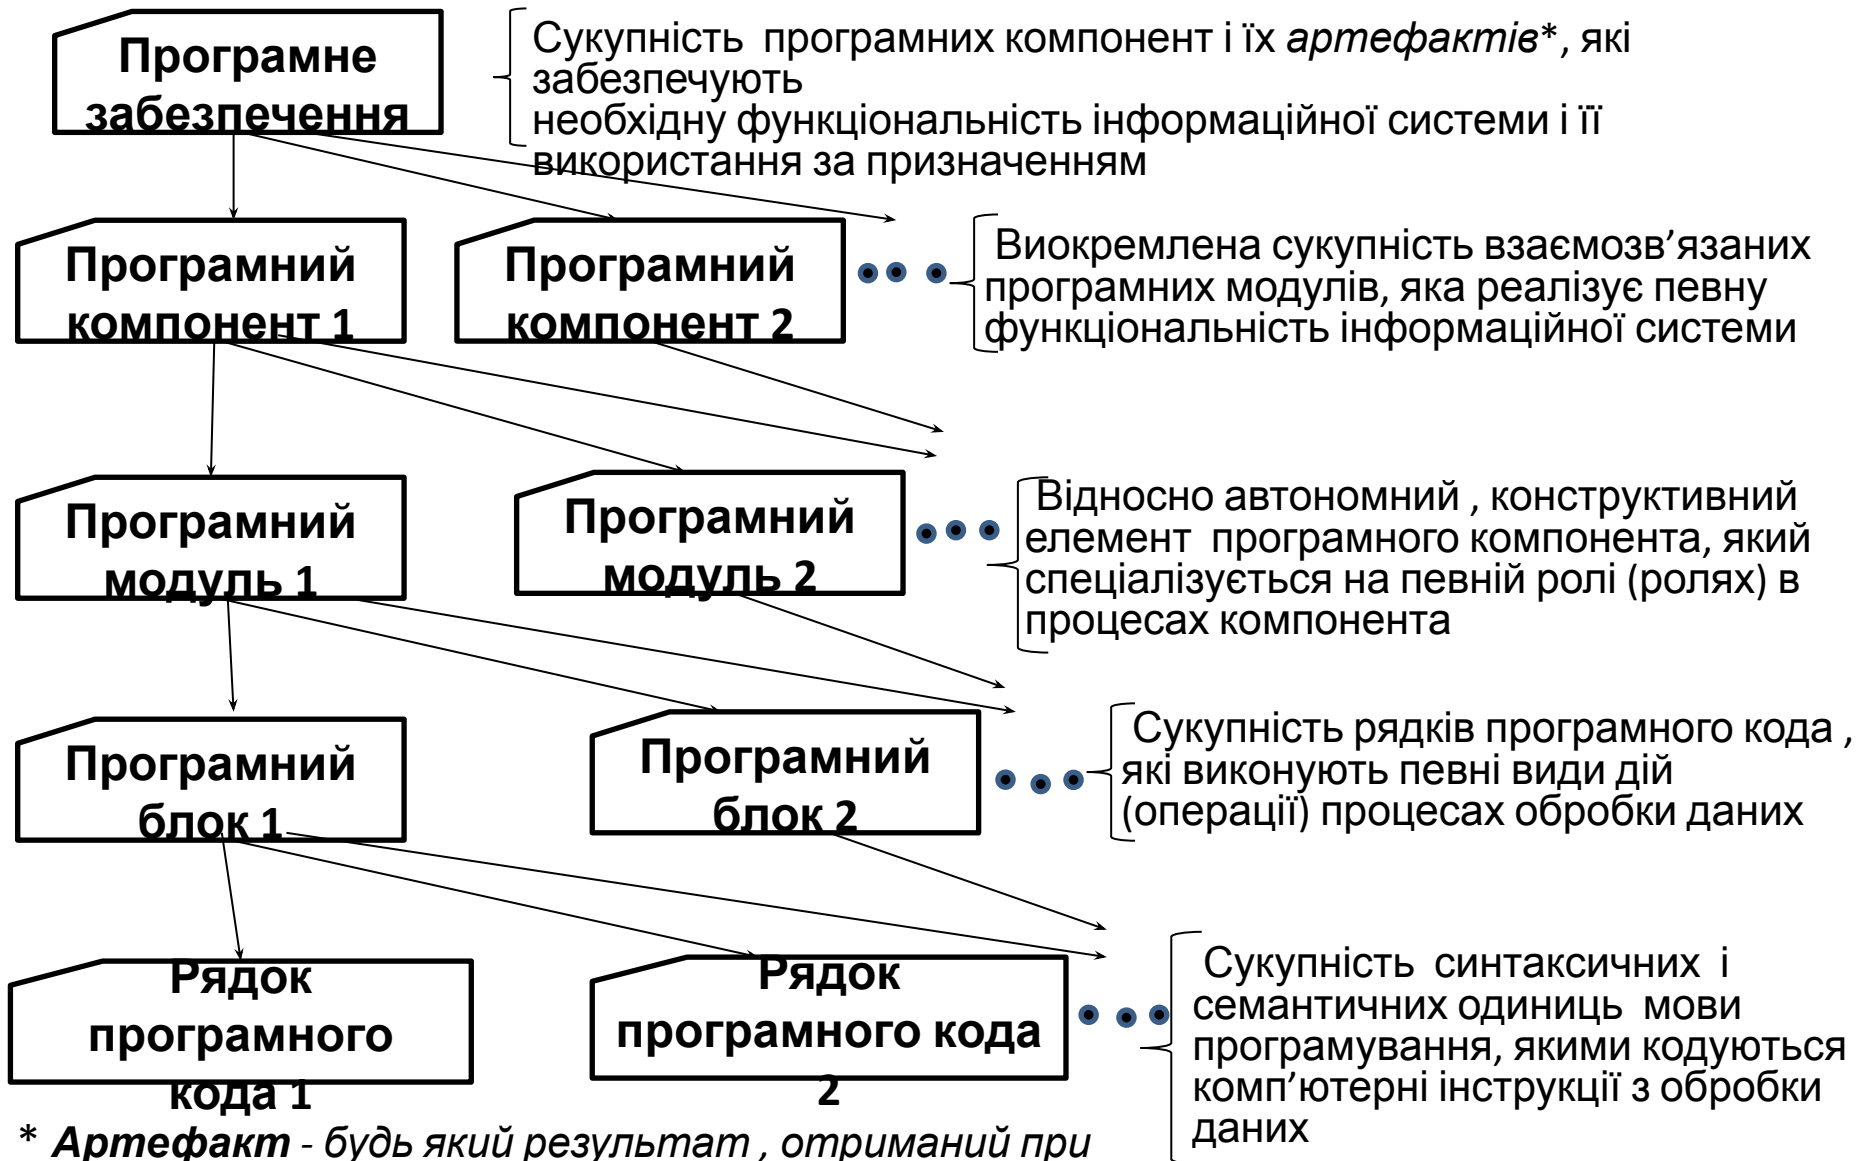 Програмне
забезпечення
Сукупність програмних компонент і їх артефактів*, які
забезпечують
необхідну функціональність інформаційної системи і її
використання за призначенням
Програмний
компонент 1
Програмний
компонент 2
Виокремлена сукупність взаємозв’язаних
програмних модулів, яка реалізує певну
функціональність інформаційної системи
Програмний
модуль 1
Програмний
модуль 2
Відносно автономний , конструктивний
елемент програмного компонента, який
спеціалізується на певній ролі (ролях) в
процесах компонента
Програмний
блок 1
Програмний
блок 2
Сукупність рядків програмного кода ,
які виконують певні види дій
(операції) процесах обробки даних
Рядок
програмного
кода 1
Рядок
програмного кода
2
Сукупність синтаксичних і
семантичних одиниць мови
програмування, якими кодуються
комп’ютерні інструкції з обробки
даних
* Артефакт - будь який результат , отриманий при